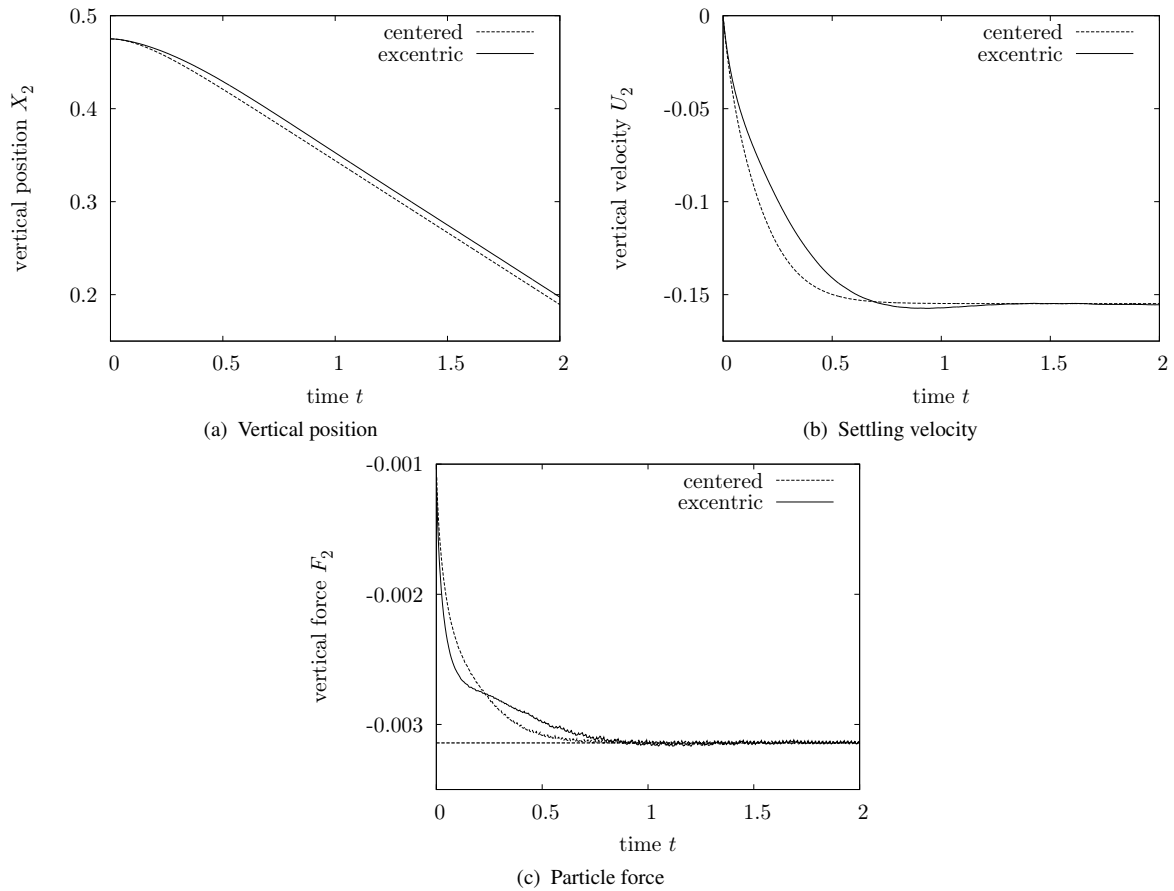 0.5
0.4
0.3
0.2
0
0.5
1
1.5
2
vertical position X₂
time t
centered
excentric
(a) Vertical position
0
-0.05
-0.1
-0.15
0
0.5
1
1.5
2
vertical velocity U₂
time t
centered
excentric
(b) Settling velocity
-0.001
-0.002
-0.003
0
0.5
1
1.5
2
vertical force F₂
time t
centered
excentric
(c) Particle force